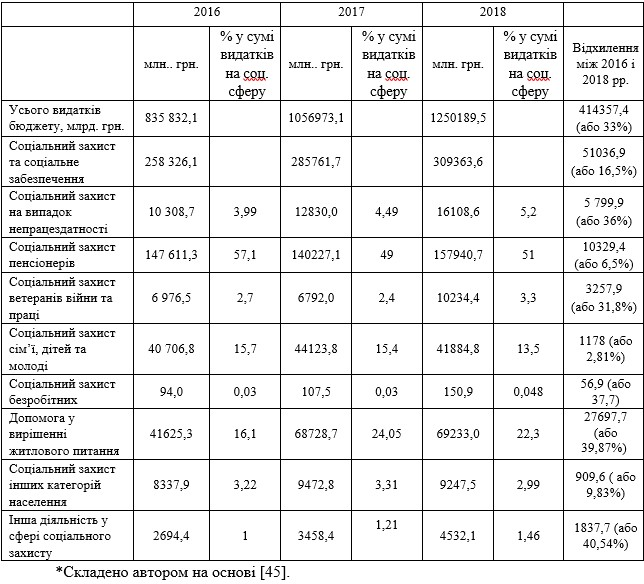 2016 2017 2018
млн.. грн. % у сумі видатків на соц. сферу млн.. грн. % у сумі видатків на соц. сферу млн.. грн. % у сумі видатків на соц. сферу Відхилення між 2016 і 2018 рр.
Усього видатків бюджету, млрд. грн. 835 832,1 1056973,1 1250189,5 414357,4 (або 33%)
Соціальний захист та соціальне забезпечення 258 326,1 285761,7 309363,6 51036,9 (або 16,5%)
Соціальний захист на випадок непрацездатності 10 308,7 3,99 12830,0 4,49 16108,6 5,2 5 799,9 (або 36%)
Соціальний захист пенсіонерів 147 611,3 57,1 140227,1 49 157940,7 51 10329,4 (або 6,5%)
Соціальний захист ветеранів війни та праці 6 976,5 2,7 6792,0 2,4 10234,4 3,3 3257,9 (або 31,8%)
Соціальний захист сім’ї, дітей та молоді 40 706,8 15,7 44123,8 15,4 41884,8 13,5 1178 (або 2,81%)
Соціальний захист безробітних 94,0 0,03 107,5 0,03 150,9 0,048 56,9 (або 37,7)
Допомога у вирішенні житлового питання 41625,3 16,1 68728,7 24,05 69233,0 22,3 27697,7 (або 39,87%)
Соціальний захист інших категорій населення 8337,9 3,22 9472,8 3,31 9247,5 2,99 909,6 ( або 9,83%)
Інша діяльність у сфері соціального захисту 2694,4 1 3458,4 1,21 4532,1 1,46 1837,7 (або 40,54%)
*Складено автором на основі [45].